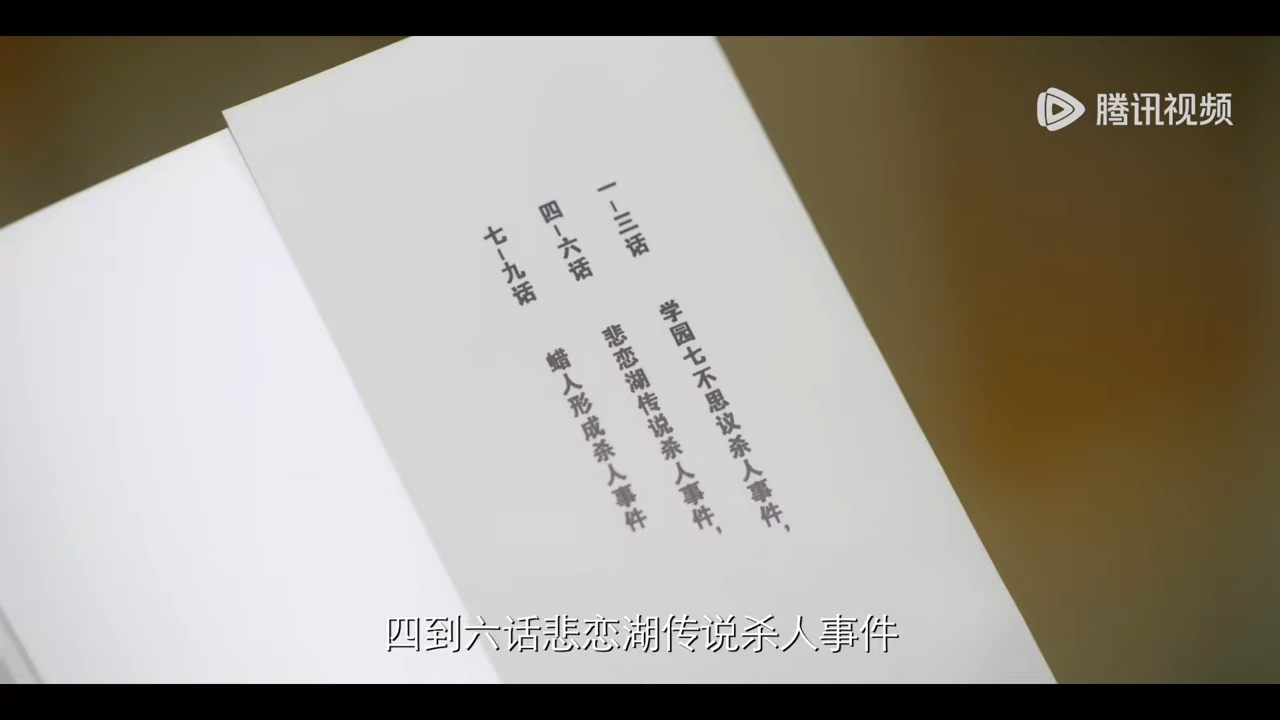 腾讯视频
一-三话 学园七不思议杀人事件，
四-六话 悲恋湖传说杀人事件，
七-九话 蜡人形成杀人事件
四到六话悲恋湖传说杀人事件